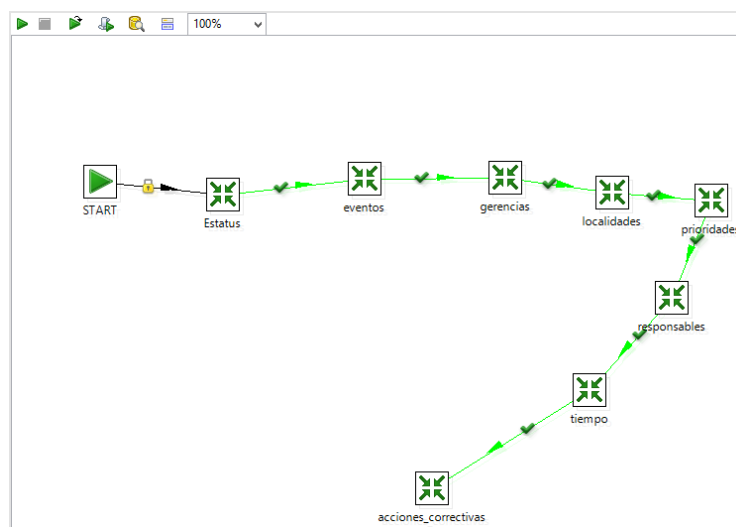 100%
START
Estatus
eventos
gerencias
localidades
prioridades
responsables
tiempo
acciones_correctivas